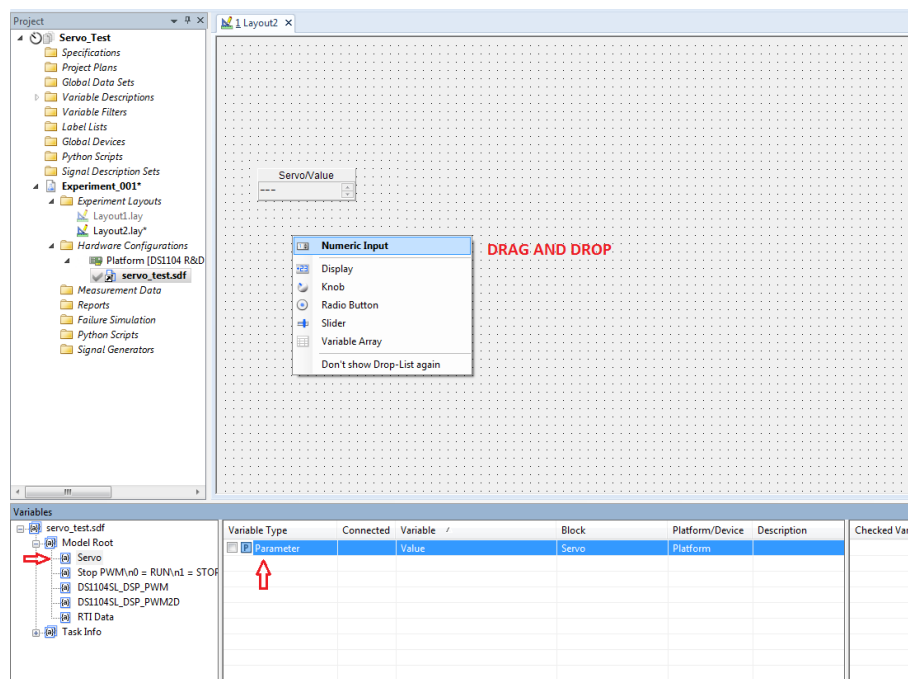 Project
Servo_Test
Specifications
Project Plans
Global Data Sets
Variable Descriptions
Variable Filters
Label Lists
Global Devices
Python Scripts
Signal Description Sets
Experiment_001*
Experiment Layouts
Layout1.lay
Layout2.lay*
Hardware Configurations
Platform [DS1104 R&D
servo_test.sdf
Measurement Data
Reports
Failure Simulation
Python Scripts
Signal Generators
1 Layout2
Servo/Value
---
Numeric Input
Display
Knob
Radio Button
Slider
Variable Array
Don't show Drop-List again
DRAG AND DROP
Variables
servo_test.sdf
Model Root
Servo
Stop PWM\n0 = RUN\n1 = STOP
DS1104SL_DSP_PWM
DS1104SL_DSP_PWM2D
RTI Data
Task Info
Variable Type Connected Variable Block Platform/Device Description Checked Var
P Parameter Value Servo Platform